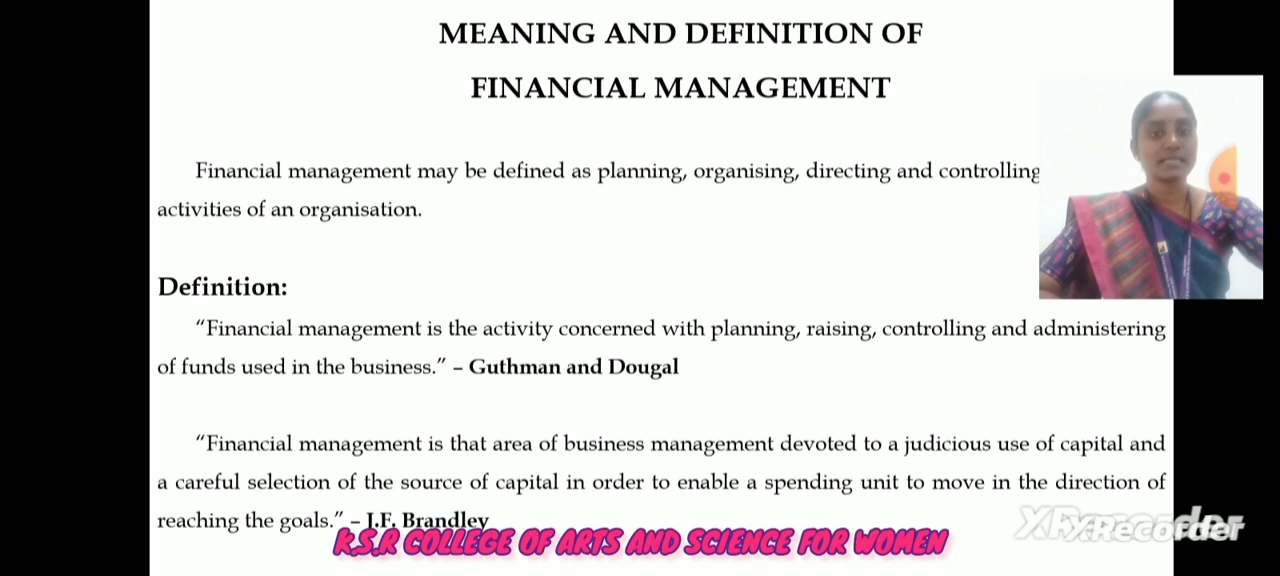 MEANING AND DEFINITION OF
FINANCIAL MANAGEMENT
Financial management may be defined as planning, organising, directing and controlling
activities of an organisation.
Definition:
“Financial management is the activity concerned with planning, raising, controlling and administering
of funds used in the business.” – Guthman and Dougal
“Financial management is that area of business management devoted to a judicious use of capital and
a careful selection of the source of capital in order to enable a spending unit to move in the direction of
reaching the goals.” – J.F. Brandley
K.S.R COLLEGE OF ARTS AND SCIENCE FOR WOMEN
XRecorder